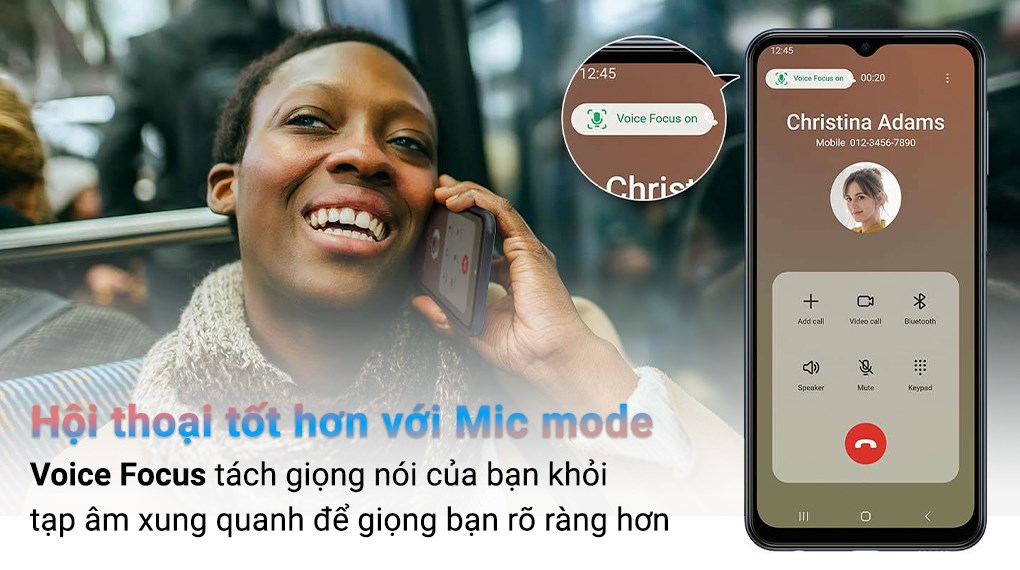 12:45
Voice Focus on
Christ
12:45
Voice Focus on
00:20
Christina Adams
Mobile 012-3456-7890
Add call
Video call
Bluetooth
Speaker
Mute
Keypad
Hội thoại tốt hơn với Mic mode
Voice Focus tách giọng nói của bạn khỏi
tạp âm xung quanh để giọng bạn rõ ràng hơn